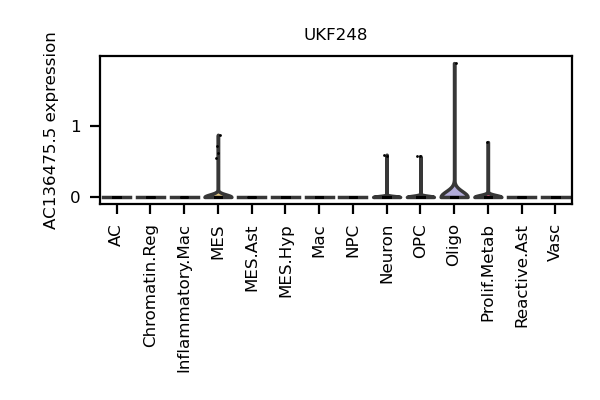 UKF248
AC136475.5 expression
1
0
AC
Chromatin.Reg
Inflammatory.Mac
MES
MES.Ast
MES.Hyp
Mac
NPC
Neuron
OPC
Oligo
Prolif.Metab
Reactive.Ast
Vasc